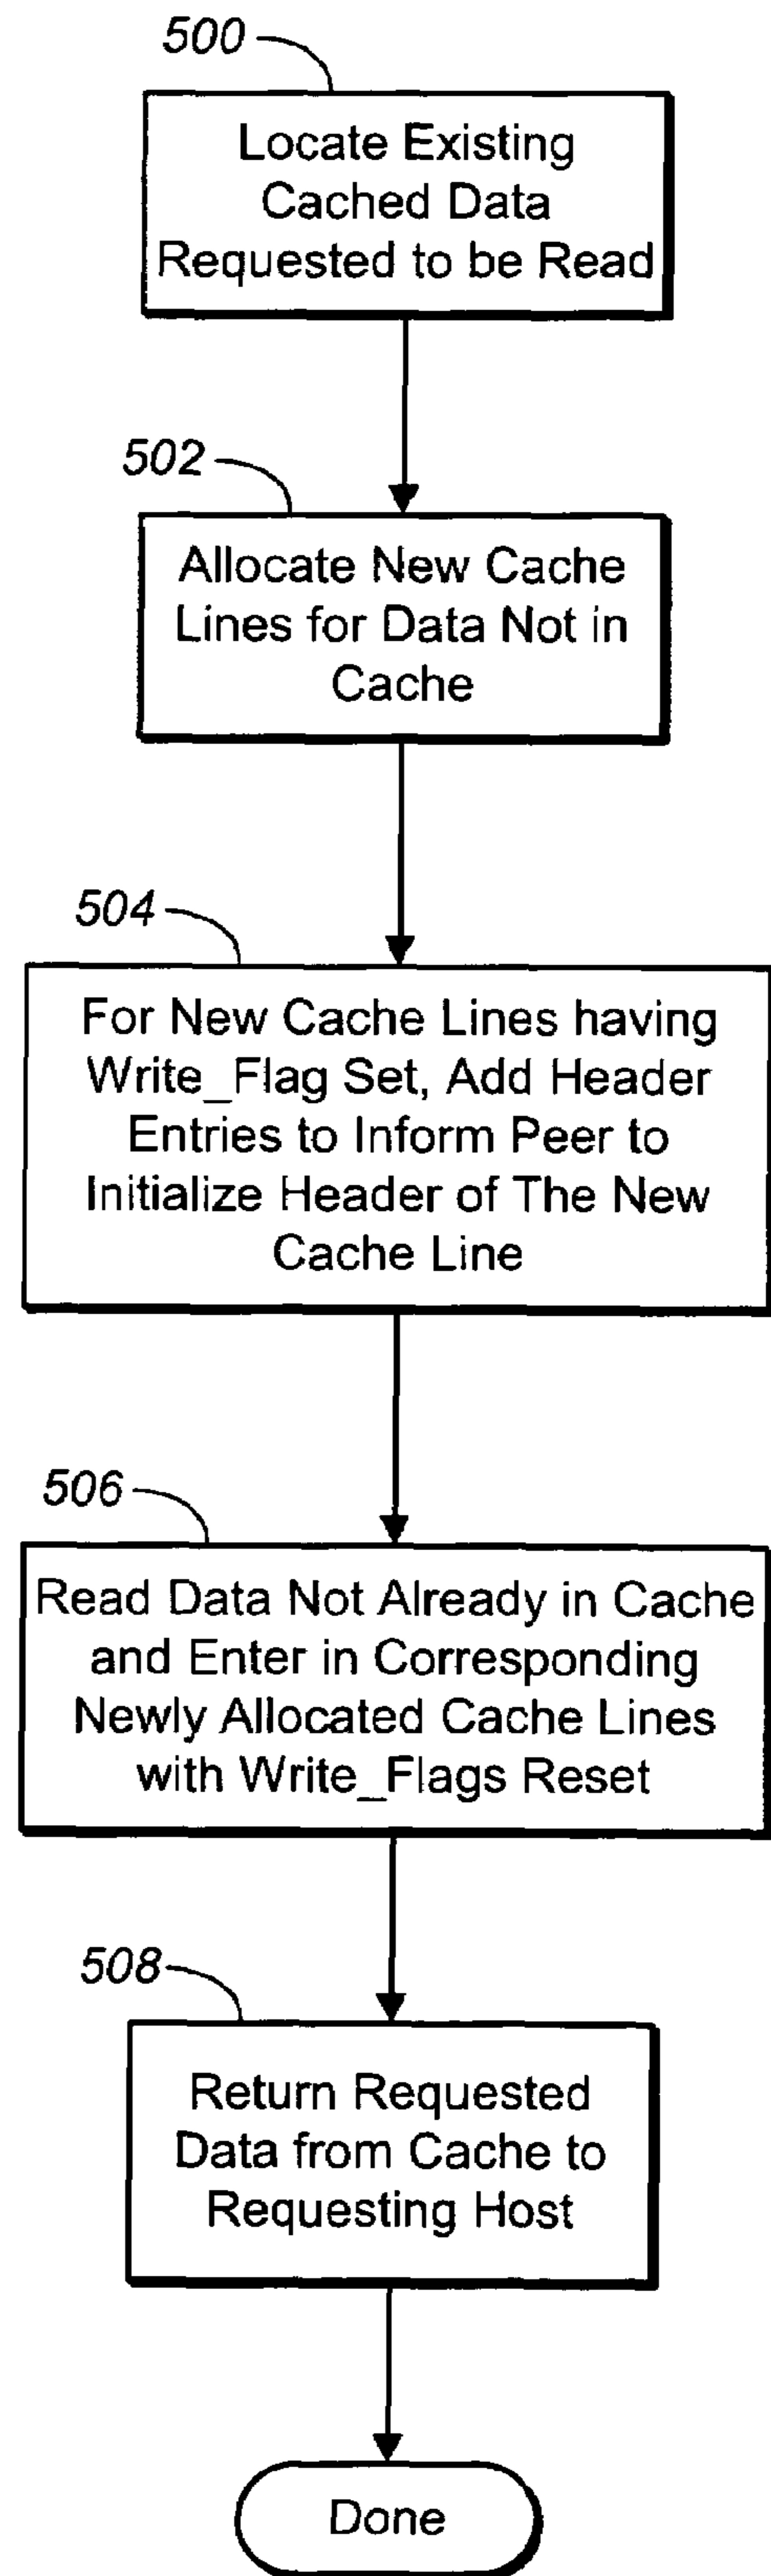 500
Locate Existing
Cached Data
Requested to be Read
502
Allocate New Cache
Lines for Data Not in
Cache
504
For New Cache Lines having
Write_Flag Set, Add Header
Entries to Inform Peer to
Initialize Header of The New
Cache Line
506
Read Data Not Already in Cache
and Enter in Corresponding
Newly Allocated Cache Lines
with Write_Flags Reset
508
Return Requested
Data from Cache to
Requesting Host
Done